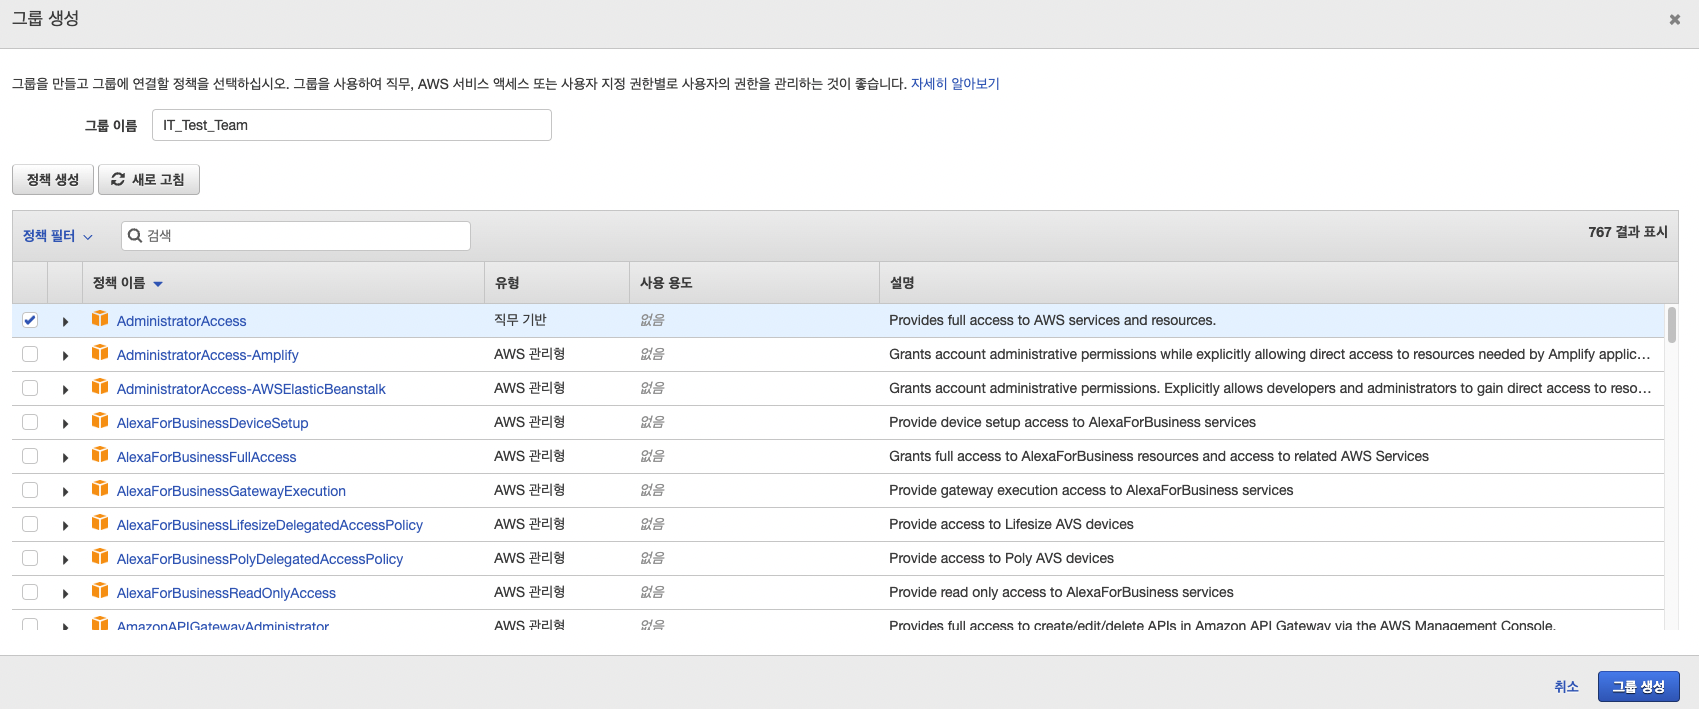 그룹 생성
그룹을 만들고 그룹에 연결할 정책을 선택하십시오. 그룹을 사용하여 직무, AWS 서비스 액세스 또는 사용자 지정 권한별로 사용자의 권한을 관리하는 것이 좋습니다. 자세히 알아보기
그룹 이름 IT_Test_Team
정책 생성 새로 고침
정책 필터 검색 767 결과 표시
정책 이름 유형 사용 용도 설명
AdministratorAccess 직무 기반 없음 Provides full access to AWS services and resources.
AdministratorAccess-Amplify AWS 관리형 없음 Grants account administrative permissions while explicitly allowing direct access to resources needed by Amplify applic...
AdministratorAccess-AWSElasticBeanstalk AWS 관리형 없음 Grants account administrative permissions. Explicitly allows developers and administrators to gain direct access to reso...
AlexaForBusinessDeviceSetup AWS 관리형 없음 Provide device setup access to AlexaForBusiness services
AlexaForBusinessFullAccess AWS 관리형 없음 Grants full access to AlexaForBusiness resources and access to related AWS Services
AlexaForBusinessGatewayExecution AWS 관리형 없음 Provide gateway execution access to AlexaForBusiness services
AlexaForBusinessLifesizeDelegatedAccessPolicy AWS 관리형 없음 Provide access to Lifesize AVS devices
AlexaForBusinessPolyDelegatedAccessPolicy AWS 관리형 없음 Provide access to Poly AVS devices
AlexaForBusinessReadOnlyAccess AWS 관리형 없음 Provide read only access to AlexaForBusiness services
AmazonAPIGatewayAdministrator AWS 관리형 없음 Provides full access to create/edit/delete APIs in Amazon API Gateway via the AWS Management Console.
취소 그룹 생성